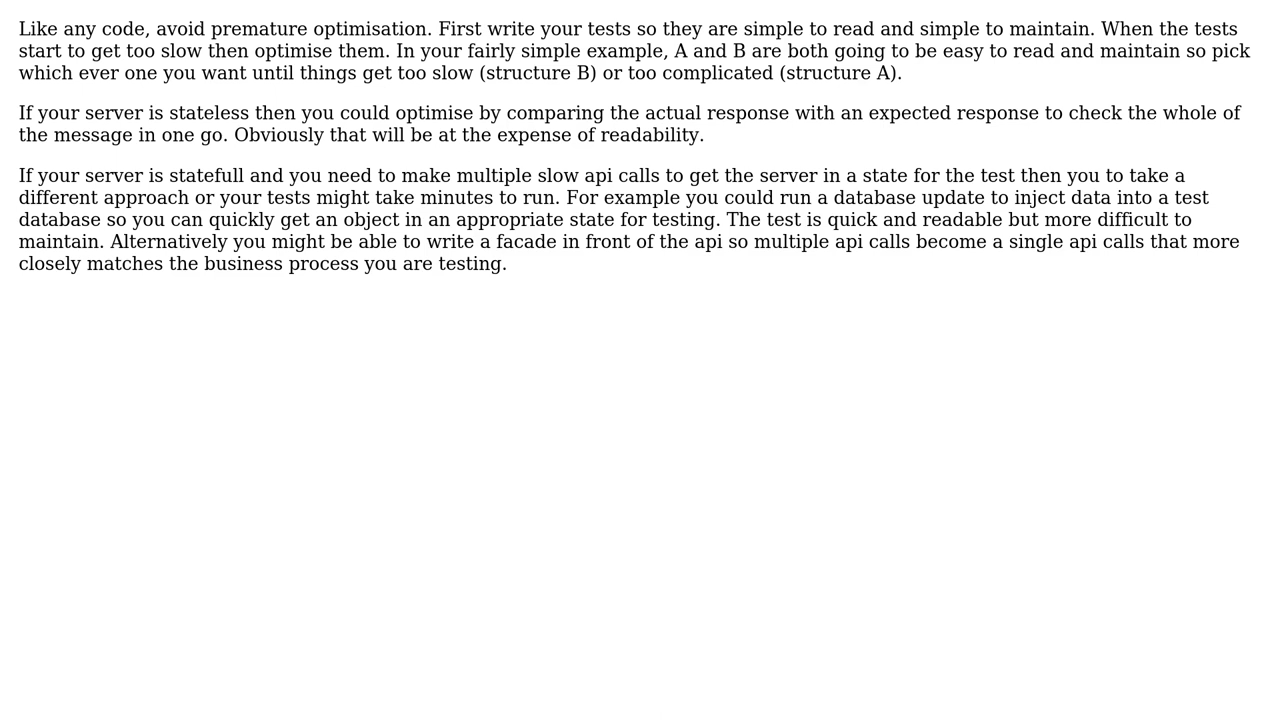 Like any code, avoid premature optimisation. First write your tests so they are simple to read and simple to maintain. When the tests
start to get too slow then optimise them. In your fairly simple example, A and B are both going to be easy to read and maintain so pick
which ever one you want until things get too slow (structure B) or too complicated (structure A).
If your server is stateless then you could optimise by comparing the actual response with an expected response to check the whole of
the message in one go. Obviously that will be at the expense of readability.
If your server is statefull and you need to make multiple slow api calls to get the server in a state for the test then you to take a
different approach or your tests might take minutes to run. For example you could run a database update to inject data into a test
database so you can quickly get an object in an appropriate state for testing. The test is quick and readable but more difficult to
maintain. Alternatively you might be able to write a facade in front of the api so multiple api calls become a single api calls that more
closely matches the business process you are testing.